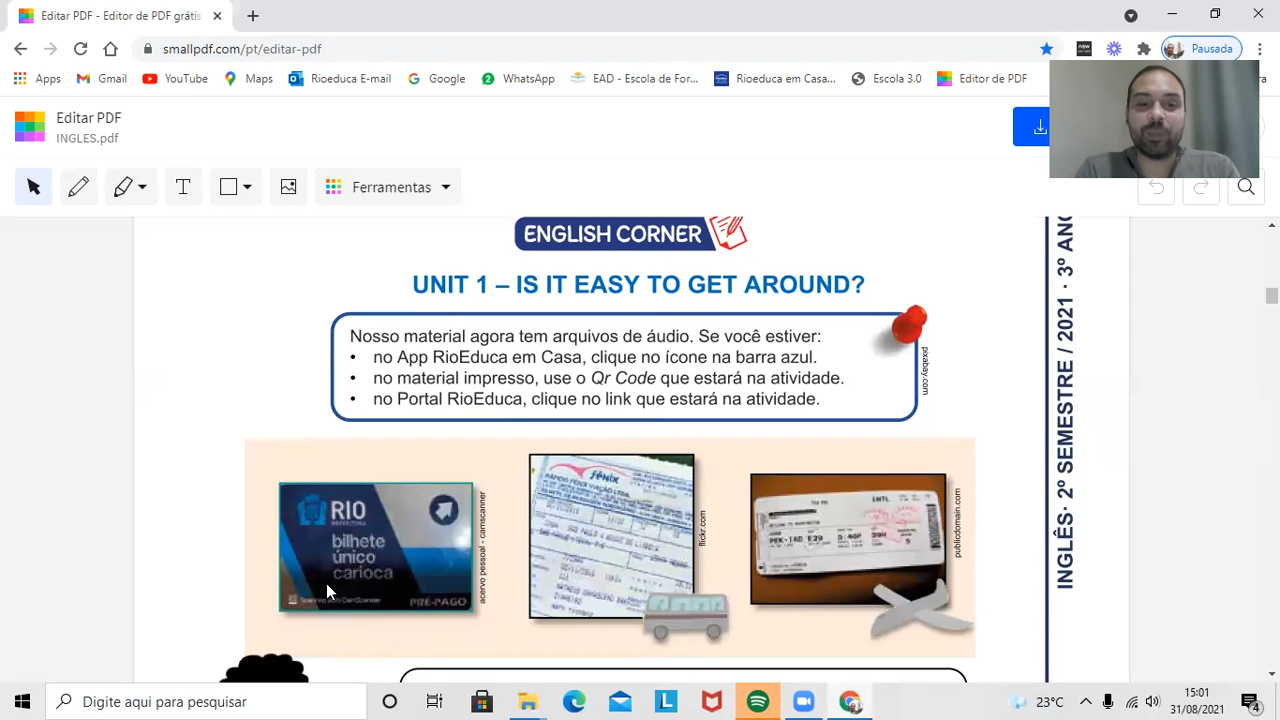 Editar PDF - Editor de PDF grátis
smallpdf.com/pt/editar-pdf
Pausada
Apps
Gmail
YouTube
Maps
Rioeduca E-mail
Google
WhatsApp
EAD - Escola de For...
Rioeduca em Casa...
Escola 3.0
Editor de PDF
Editar PDF
INGLES.pdf
Ferramentas
ENGLISH CORNER
UNIT 1 – IS IT EASY TO GET AROUND?
Nosso material agora tem arquivos de áudio. Se você estiver:
• no App RioEduca em Casa, clique no ícone na barra azul.
• no material impresso, use o Qr Code que estará na atividade.
• no Portal RioEduca, clique no link que estará na atividade.
pixabay.com
INGLÊS· 2º SEMESTRE / 2021 · 3º ANO
RIO
PREFEITURA
bilhete
único
carioca
PRÉ-PAGO
acervo pessoal - camscanner
fênix
flickr.com
INTL
PEK-IAD
publicdomain.com
Digite aqui para pesquisar
23°C
15:01
31/08/2021
4